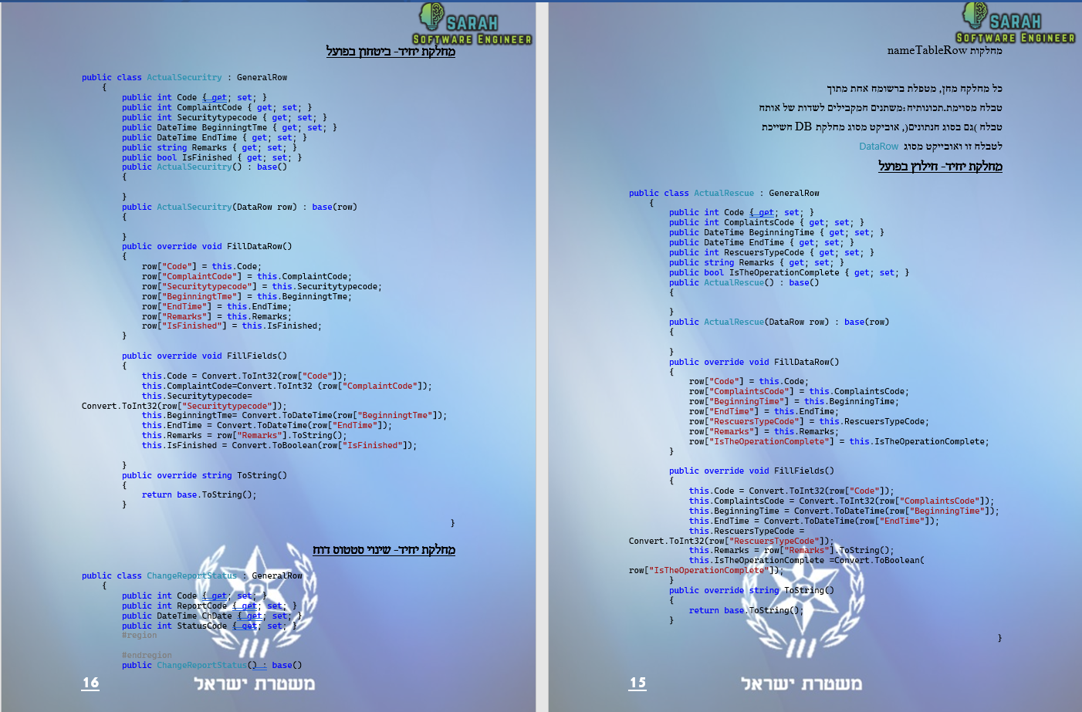 SARAH
SOFTWARE ENGINEER
מחלקות nameTableRow
כל מחלקה מהן, מטפלת ברשומה אחת מתוך
טבלה מסוימת.תכונותיה:משתנים המקבילים לשדות של אותה
טבלה )גם בסוג הנתונים(, אוביקט מסוג מחלקת DB השייכת
לטבלה זו ואובייקט מסוג DataRow
מחלקת יחיד- חילוץ בפועל
public class ActualRescue : GeneralRow
{
public int Code { get; set; }
public int ComplaintsCode { get; set; }
public DateTime BeginningTime { get; set; }
public DateTime EndTime { get; set; }
public int RescuersTypeCode { get; set; }
public string Remarks { get; set; }
public bool IsTheOperationComplete { get; set; }
public ActualRescue() : base()
{
}
public ActualRescue(DataRow row) : base(row)
{
}
public override void FillDataRow()
{
row["Code"] = this.Code;
row["ComplaintsCode"] = this.ComplaintsCode;
row["BeginningTime"] = this.BeginningTime;
row["EndTime"] = this.EndTime;
row["RescuersTypeCode"] = this.RescuersTypeCode;
row["Remarks"] = this.Remarks;
row["IsTheOperationComplete"] = this.IsTheOperationComplete;
}
public override void FillFields()
{
this.Code = Convert.ToInt32(row["Code"]);
this.ComplaintsCode = Convert.ToInt32(row["ComplaintsCode"]);
this.BeginningTime = Convert.ToDateTime(row["BeginningTime"]);
this.EndTime = Convert.ToDateTime(row["EndTime"]);
this.RescuersTypeCode =
Convert.ToInt32(row["RescuersTypeCode"]);
this.Remarks = row["Remarks"].ToString();
this.IsTheOperationComplete =Convert.ToBoolean(
row["IsTheOperationComplete"]);
}
public override string ToString()
{
return base.ToString();
}
}
15
משטרת ישראל
SARAH
SOFTWARE ENGINEER
מחלקת יחיד- ביטחון בפועל
public class ActualSecuritry : GeneralRow
{
public int Code { get; set; }
public int ComplaintCode { get; set; }
public int Securitytypecode { get; set; }
public DateTime BeginningtTme { get; set; }
public DateTime EndTime { get; set; }
public string Remarks { get; set; }
public bool IsFinished { get; set; }
public ActualSecuritry() : base()
{
}
public ActualSecuritry(DataRow row) : base(row)
{
}
public override void FillDataRow()
{
row["Code"] = this.Code;
row["ComplaintCode"] = this.ComplaintCode;
row["Securitytypecode"] = this.Securitytypecode;
row["BeginningtTme"] = this.BeginningtTme;
row["EndTime"] = this.EndTime;
row["Remarks"] = this.Remarks;
row["IsFinished"] = this.IsFinished;
}
public override void FillFields()
{
this.Code = Convert.ToInt32(row["Code"]);
this.ComplaintCode=Convert.ToInt32 (row["ComplaintCode"]);
this.Securitytypecode=
Convert.ToInt32(row["Securitytypecode"]);
this.BeginningtTme= Convert.ToDateTime(row["BeginningtTme"]);
this.EndTime = Convert.ToDateTime(row["EndTime"]);
this.Remarks = row["Remarks"].ToString();
this.IsFinished = Convert.ToBoolean(row["IsFinished"]);
}
public override string ToString()
{
return base.ToString();
}
}
מחלקת יחיד- שינוי סטטוס דוח
public class ChangeReportStatus : GeneralRow
{
public int Code { get; set; }
public int ReportCode { get; set; }
public DateTime ChDate { get; set; }
public int StatusCode { get; set; }
#region
#endregion
public ChangeReportStatus() : base()
16
משטרת ישראל